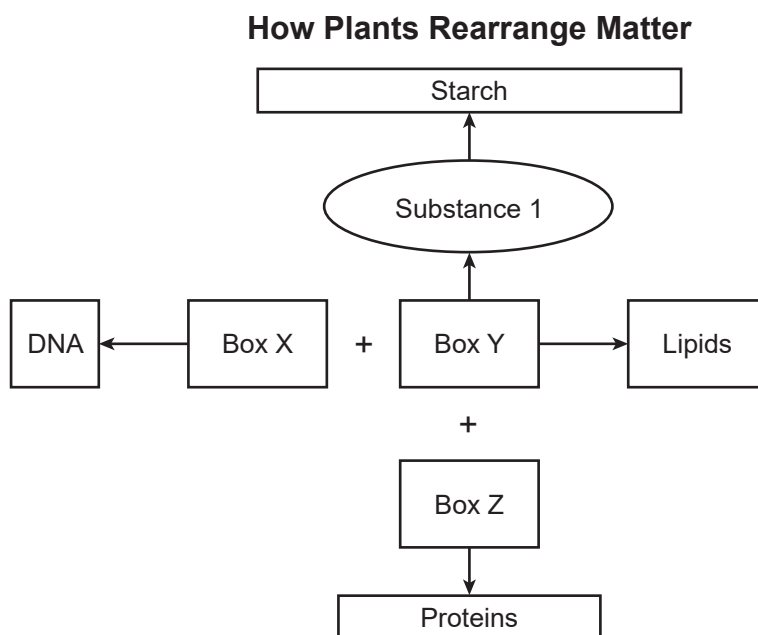 How Plants Rearrange Matter
Starch
Substance 1
DNA
Box X
+
Box Y
Lipids
+
Box Z
Proteins